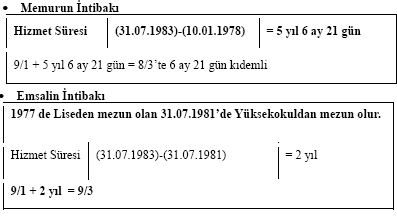 • Memurun İntibakı
Hizmet Süresi (31.07.1983)-(10.01.1978) = 5 yıl 6 ay 21 gün
9/1 + 5 yıl 6 ay 21 gün = 8/3’te 6 ay 21 gün kıdemli
• Emsalin İntibakı
1977 de Liseden mezun olan 31.07.1981’de Yüksekokuldan mezun olur.
Hizmet Süresi (31.07.1983)-(31.07.1981) = 2 yıl
9/1 + 2 yıl = 9/3